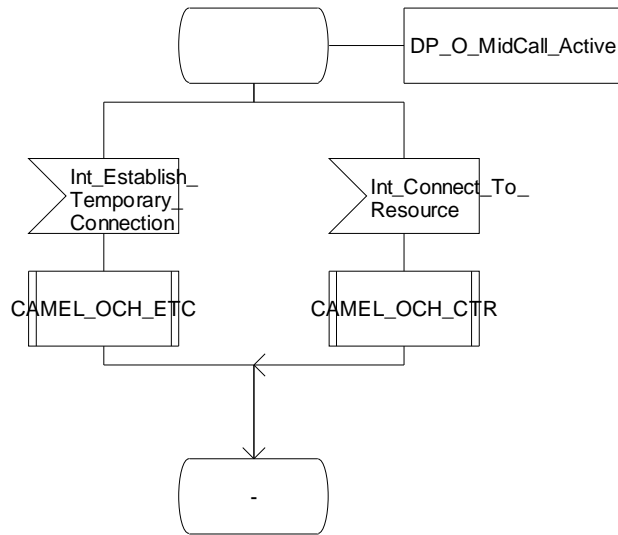 DP_O_MidCall_Active
Int_Establish_
Temporary_
Connection
Int_Connect_To_
Resource
CAMEL_OCH_ETC
CAMEL_OCH_CTR
-